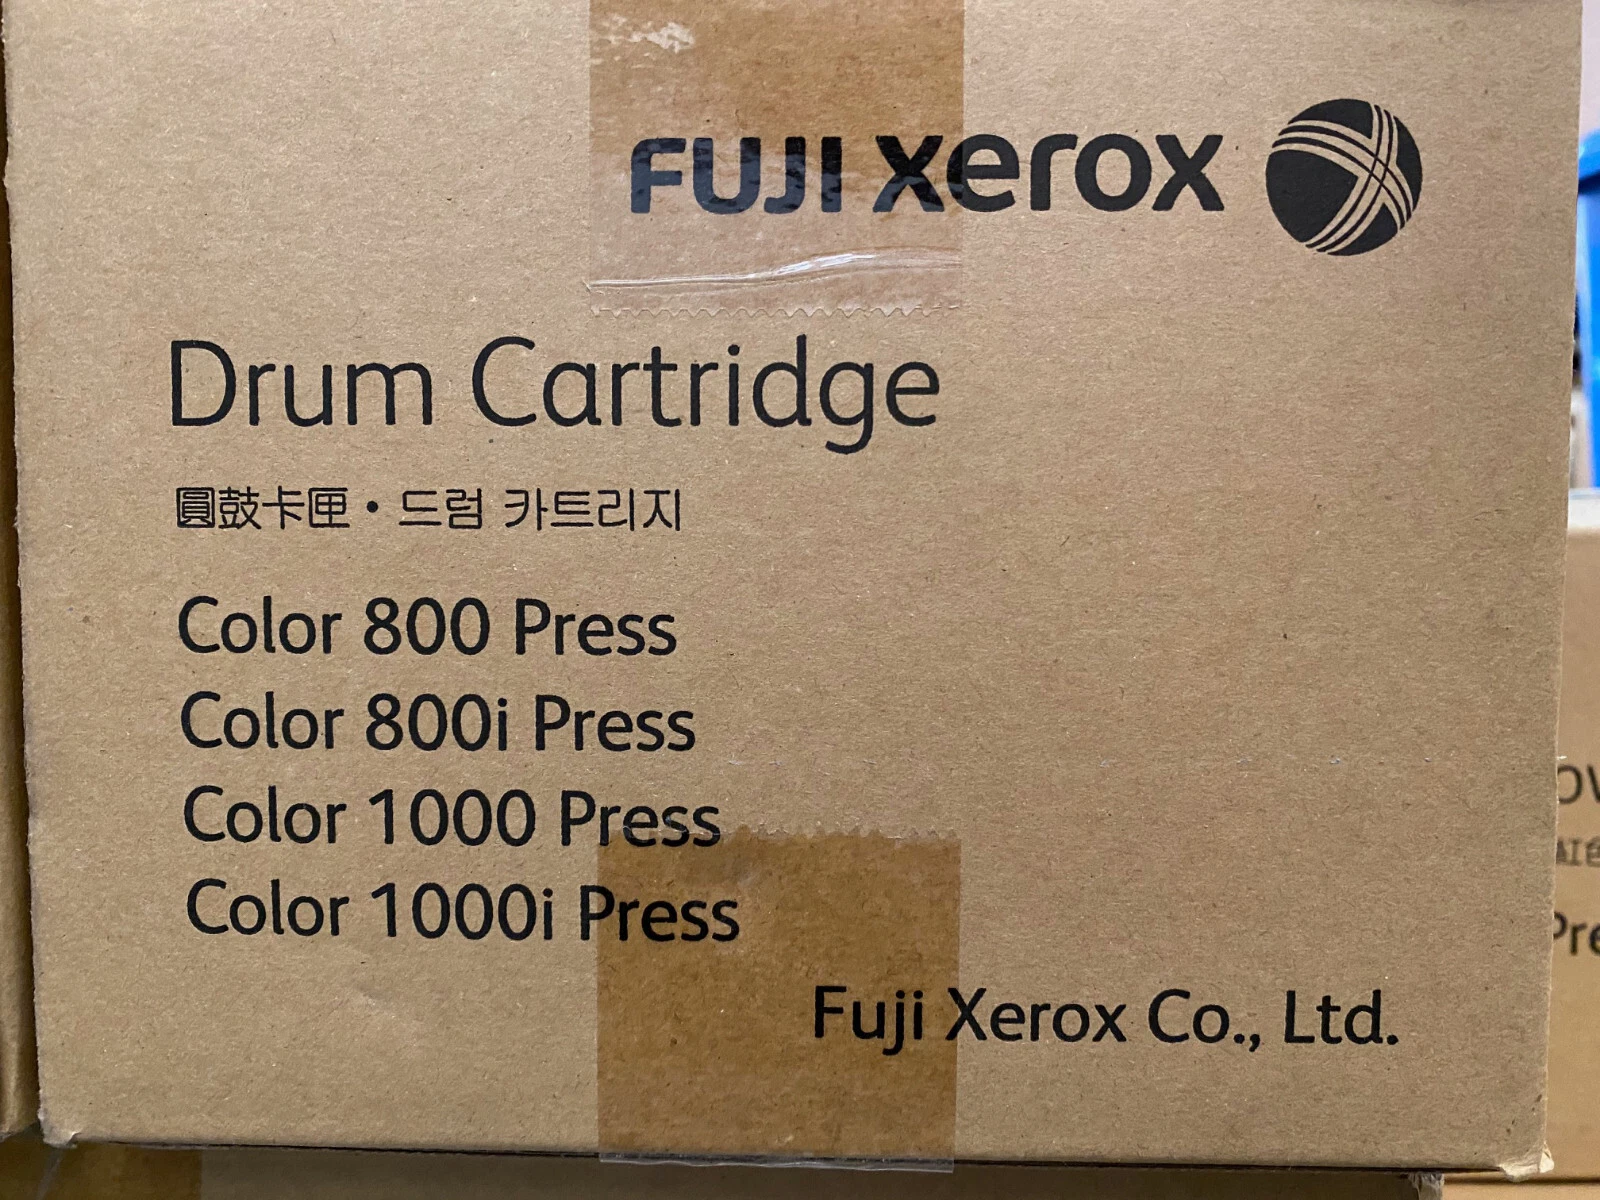 FUJI xerox
Drum Cartridge
圓鼓卡匣・드럼 카트리지
Color 800 Press
Color 800i Press
Color 1000 Press
Color 1000i Press
Fuji Xerox Co., Ltd.